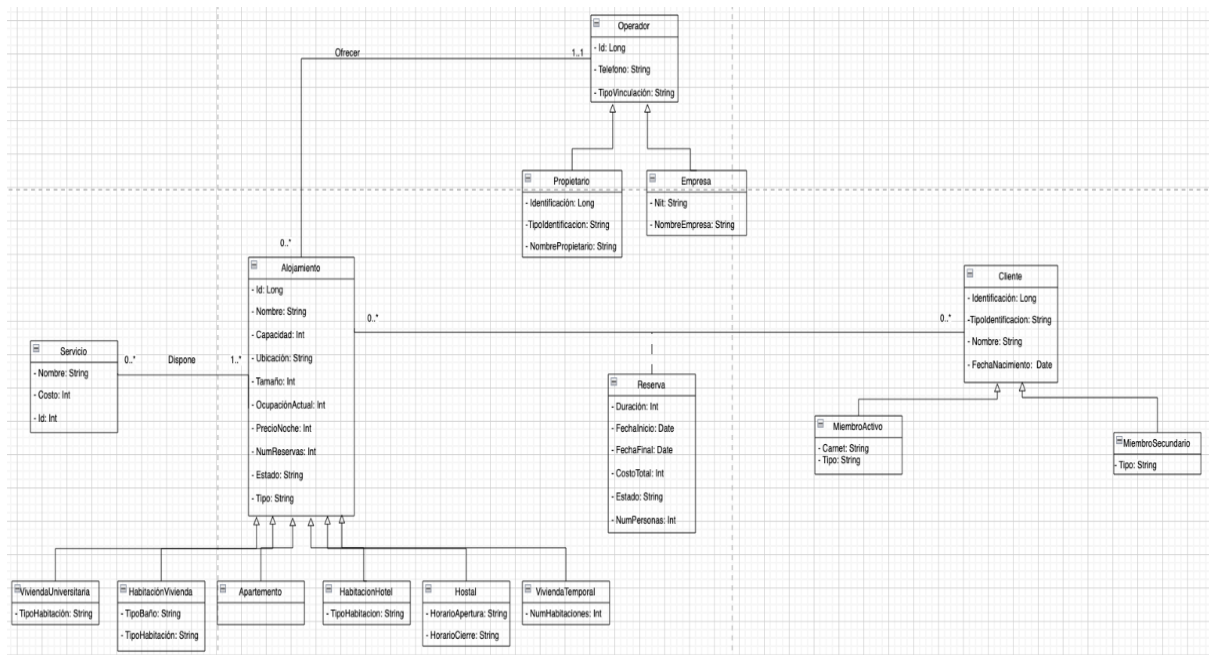 Operador
- Id: Long
- Telefono: String
- TipoVinculación: String
Ofrecer
1..1
Propietario
- Identificación: Long
-TipoIdentificacion: String
- NombrePropietario: String
Empresa
- Nit: String
- NombreEmpresa: String
0..*
Alojamiento
- Id: Long
- Nombre: String
- Capacidad: Int
- Ubicación: String
- Tamaño: Int
- OcupaciónActual: Int
- PrecioNoche: Int
- NumReservas: Int
- Estado: String
- Tipo: String
Servicio
- Nombre: String
- Costo: Int
- Id: Int
0..*
Dispone
1..*
0..*
0..*
Cliente
- Identificación: Long
-TipoIdentificacion: String
- Nombre: String
- FechaNacimiento: Date
Reserva
- Duración: Int
- FechaInicio: Date
- FechaFinal: Date
- CostoTotal: Int
- Estado: String
- NumPersonas: Int
MiembroActivo
- Carnet: String
- Tipo: String
MiembroSecundario
- Tipo: String
ViviendaUniversitaria
- TipoHabitación: String
HabitaciónVivienda
- TipoBaño: String
- TipoHabitación: String
Apartemento
HabitacionHotel
- TipoHabitacion: String
Hostal
- HorarioApertura: String
- HorarioCierre: String
ViviendaTemporal
- NumHabitaciones: Int